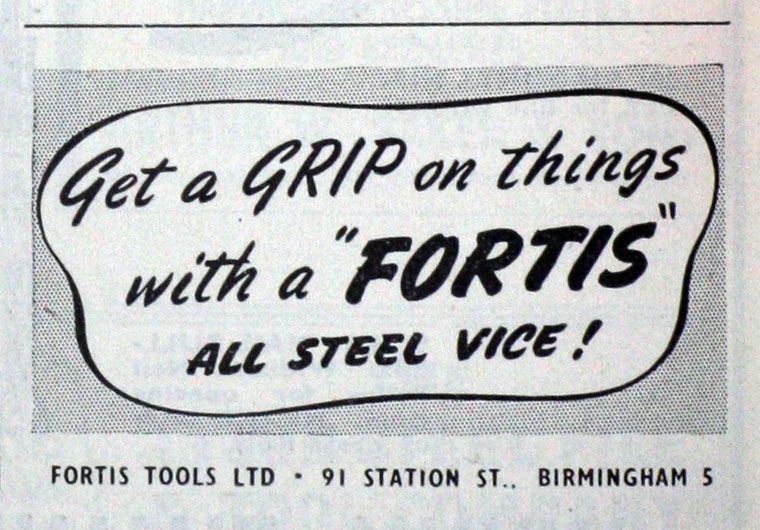 Get a GRIP on things
with a "FORTIS"
ALL STEEL VICE!
FORTIS TOOLS LTD · 91 STATION ST., BIRMINGHAM 5